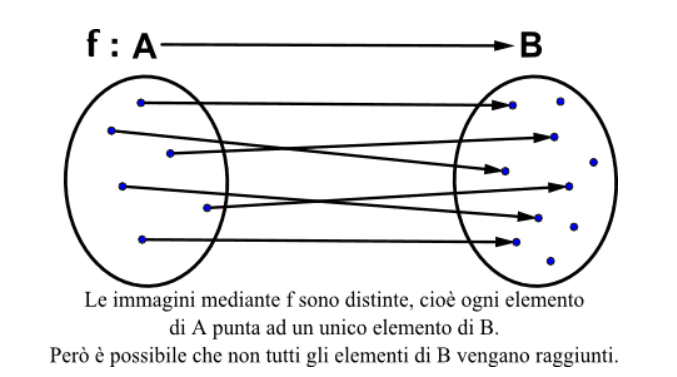 f : A B
Le immagini mediante f sono distinte, cioè ogni elemento
di A punta ad un unico elemento di B.
Però è possibile che non tutti gli elementi di B vengano raggiunti.